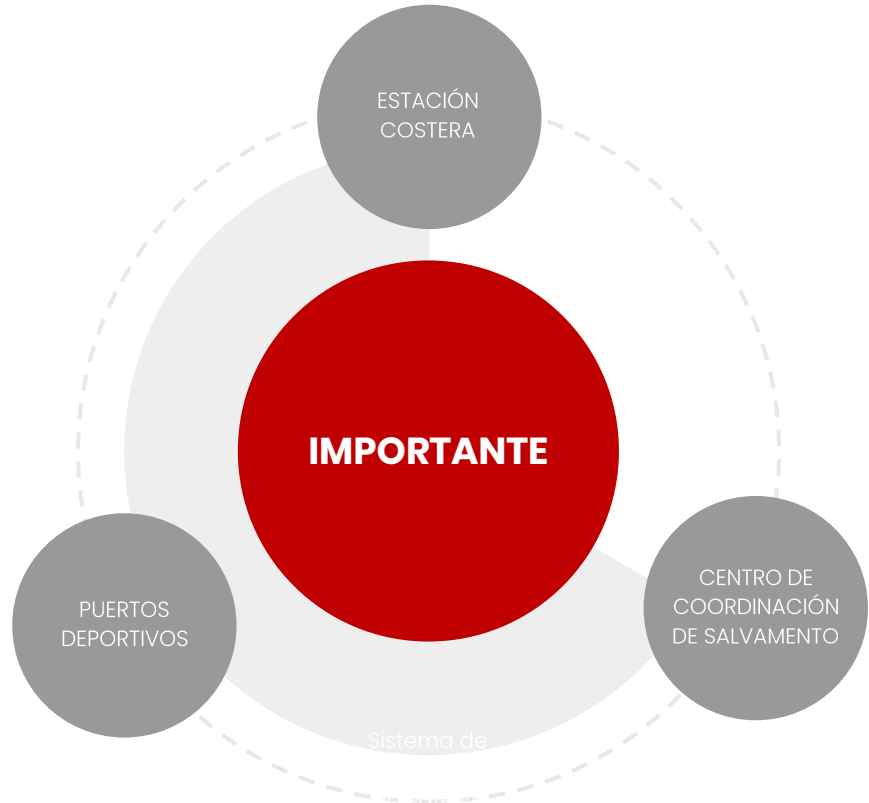 ESTACIÓN
COSTERA
IMPORTANTE
CENTRO DE
COORDINACIÓN
DE SALVAMENTO
PUERTOS
DEPORTIVOS
Sistema de